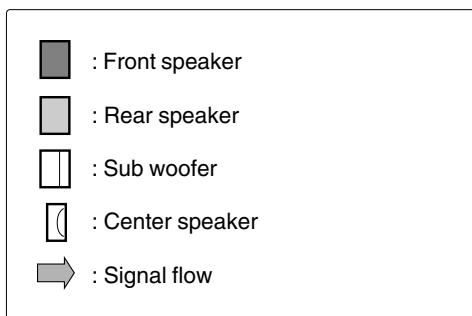 : Front speaker
: Rear speaker
: Sub woofer
: Center speaker
: Signal flow